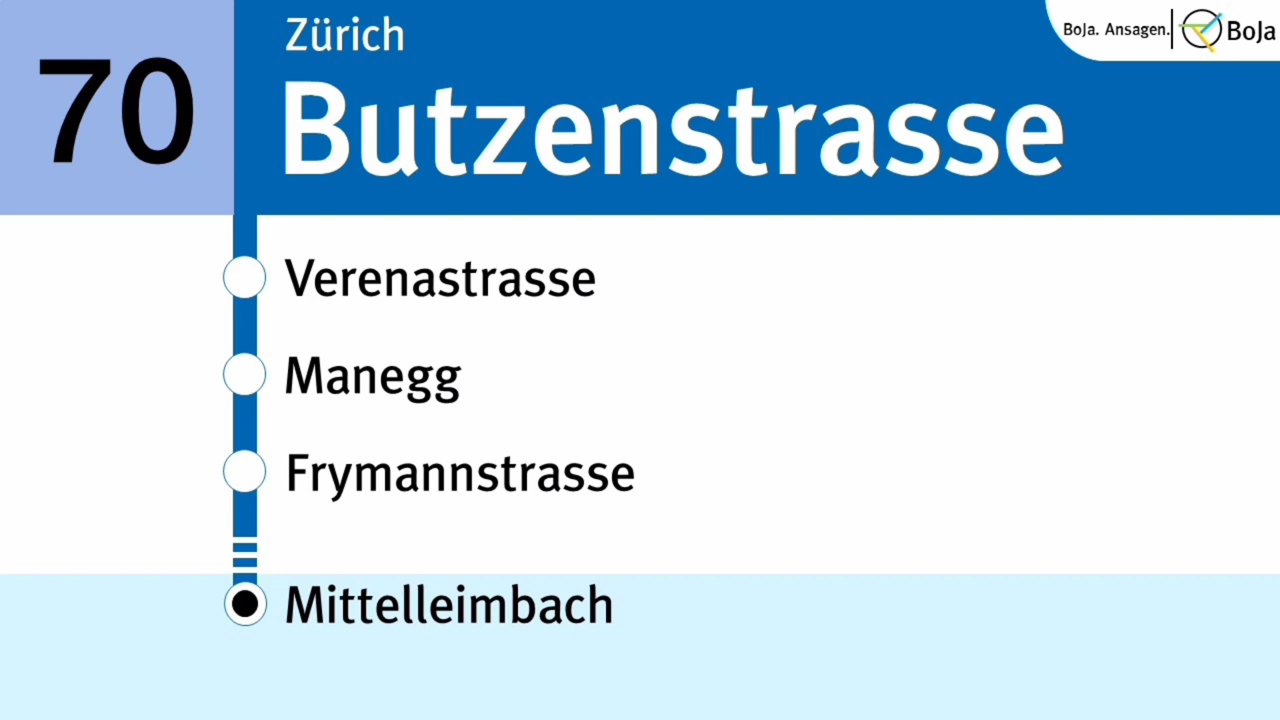 70
Zürich
Butzenstrasse
BoJa. Ansagen.
BoJa
Verenastrasse
Manegg
Frymannstrasse
Mittelleimbach